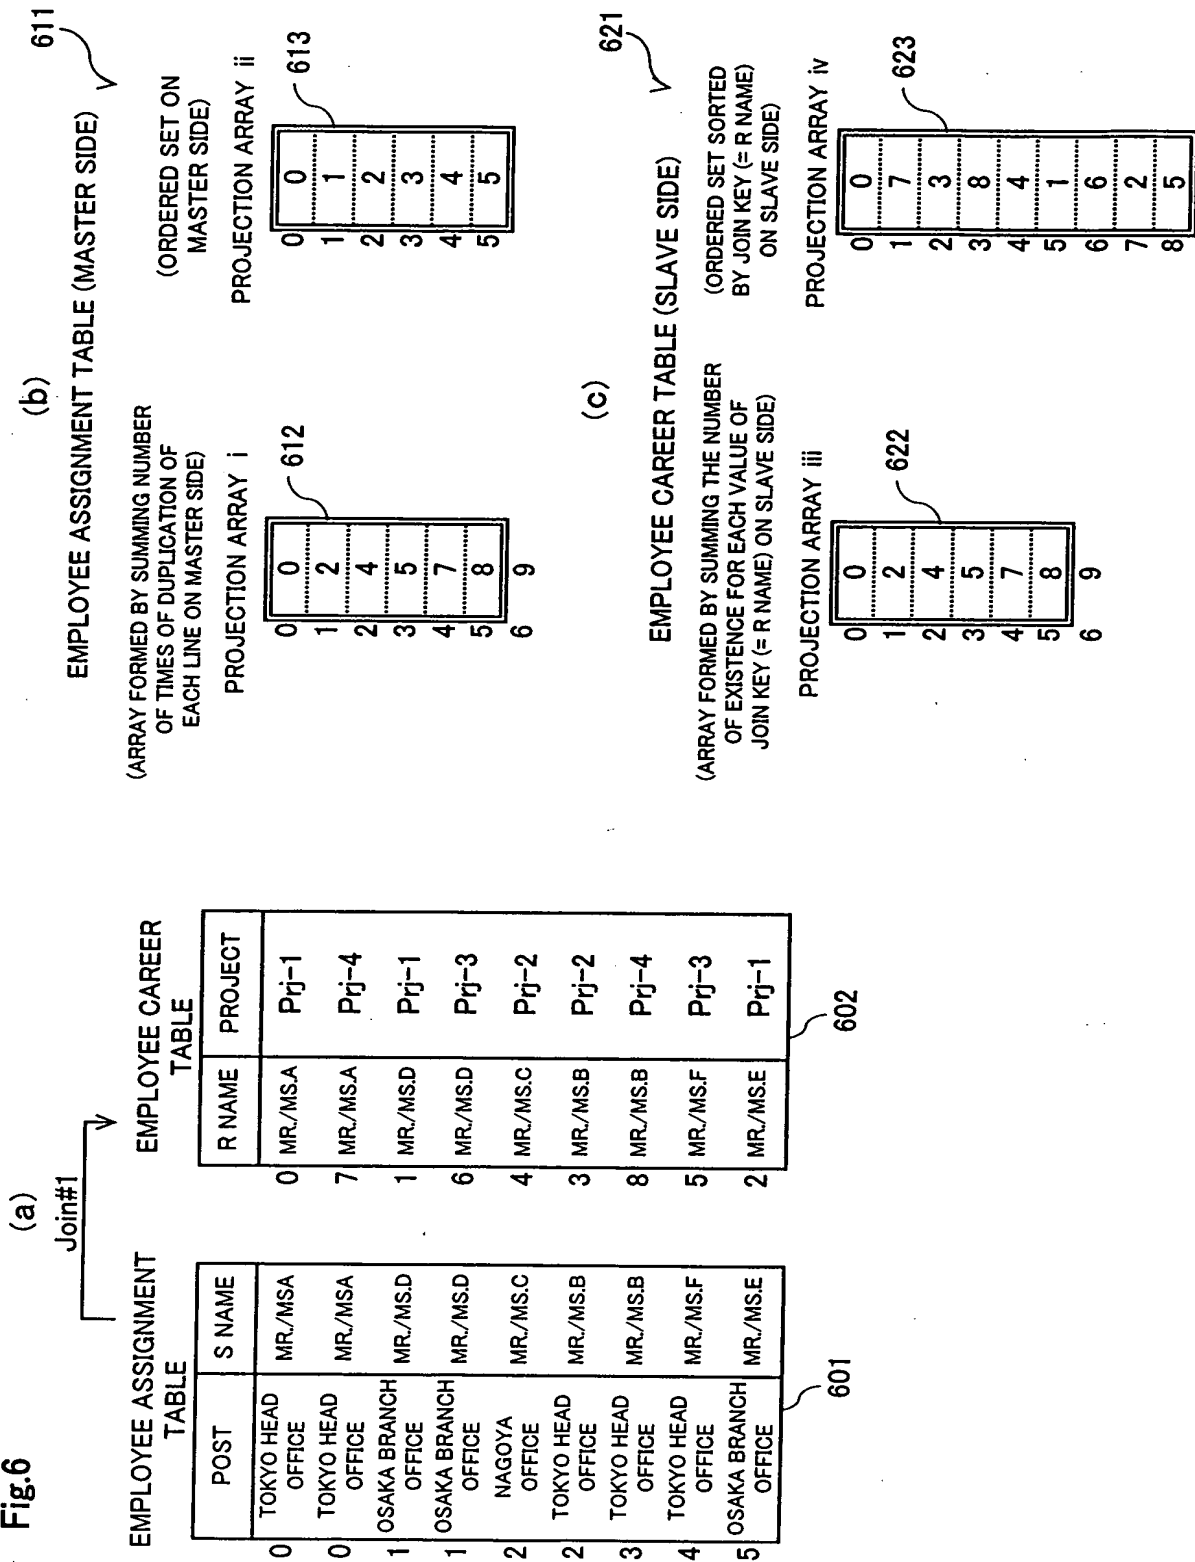 Fig.6
(a)
Join#1
EMPLOYEE ASSIGNMENT
TABLE
POST S NAME
0 TOKYO HEAD OFFICE MR./MSA
0 TOKYO HEAD OFFICE MR./MSA
1 OSAKA BRANCH OFFICE MR./MS.D
1 OSAKA BRANCH OFFICE MR./MS.D
2 NAGOYA OFFICE MR./MS.C
2 TOKYO HEAD OFFICE MR./MS.B
3 TOKYO HEAD OFFICE MR./MS.B
4 TOKYO HEAD OFFICE MR./MS.F
5 OSAKA BRANCH OFFICE MR./MS.E
601
EMPLOYEE CAREER
TABLE
R NAME PROJECT
0 MR./MS.A Prj-1
7 MR./MS.A Prj-4
1 MR./MS.D Prj-1
6 MR./MS.D Prj-3
4 MR./MS.C Prj-2
3 MR./MS.B Prj-2
8 MR./MS.B Prj-4
5 MR./MS.F Prj-3
2 MR./MS.E Prj-1
602
(b)
EMPLOYEE ASSIGNMENT TABLE (MASTER SIDE)
611
(ARRAY FORMED BY SUMMING NUMBER
OF TIMES OF DUPLICATION OF
EACH LINE ON MASTER SIDE)
PROJECTION ARRAY i
612
0 0
1 2
2 4
3 5
4 7
5 8
6 9
(ORDERED SET ON
MASTER SIDE)
PROJECTION ARRAY ii
613
0 0
1 1
2 2
3 3
4 4
5 5
(c)
EMPLOYEE CAREER TABLE (SLAVE SIDE)
621
(ARRAY FORMED BY SUMMING THE NUMBER
OF EXISTENCE FOR EACH VALUE OF
JOIN KEY (= R NAME) ON SLAVE SIDE)
PROJECTION ARRAY iii
622
0 0
1 2
2 4
3 5
4 7
5 8
6 9
(ORDERED SET SORTED
BY JOIN KEY (= R NAME)
ON SLAVE SIDE)
PROJECTION ARRAY iv
623
0 0
1 7
2 3
3 8
4 4
5 1
6 6
7 2
8 5